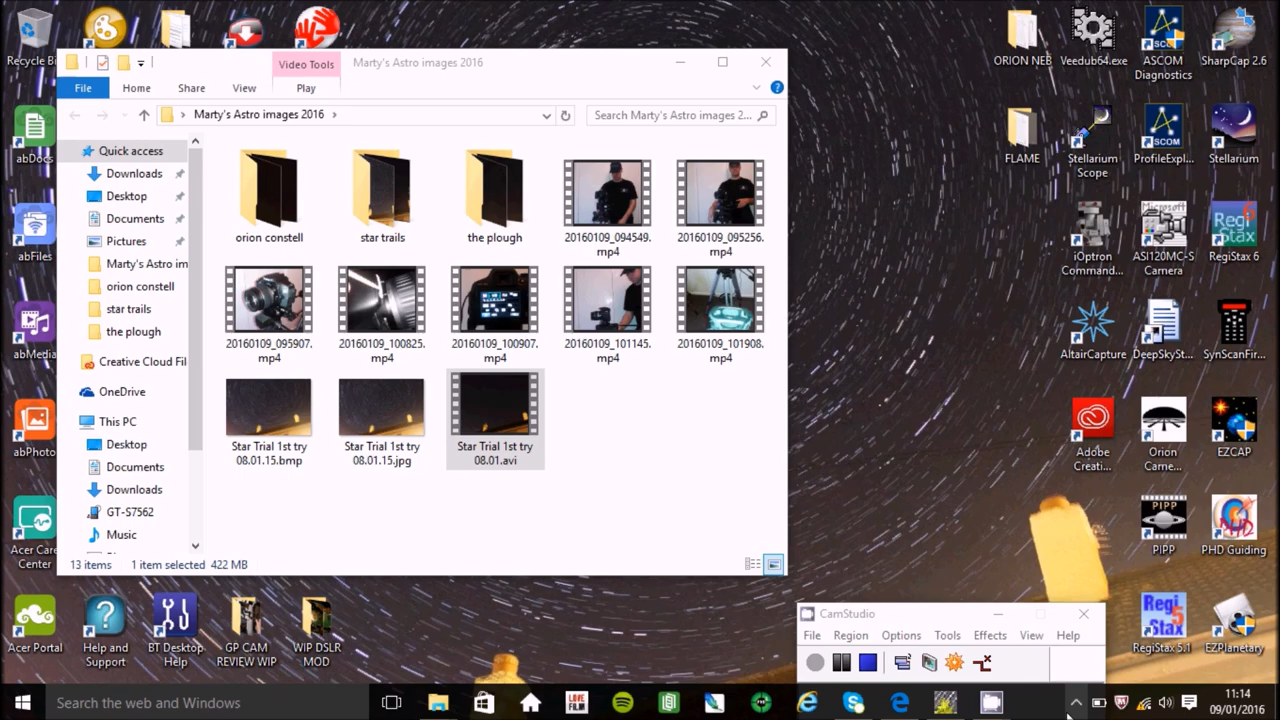 Recycle Bi
Video Tools
Marty's Astro images 2016
File
Home
Share
View
Play
Marty's Astro images 2016
Search Marty's Astro images 2...
Quick access
Downloads
Desktop
Documents
Pictures
Marty's Astro im
orion constell
star trails
the plough
Creative Cloud Fil
OneDrive
This PC
Desktop
Documents
Downloads
GT-S7562
Music
orion constell
star trails
the plough
20160109_094549.
mp4
20160109_095256.
mp4
20160109_095907.
mp4
20160109_100825.
mp4
20160109_100907.
mp4
20160109_101145.
mp4
20160109_101908.
mp4
Star Trial 1st try
08.01.15.bmp
Star Trial 1st try
08.01.15.jpg
Star Trial 1st try
08.01.avi
13 items
1 item selected 422 MB
abDocs
abFiles
abMedia
abPhoto
Acer Care
Center
Acer Portal
Help and
Support
BT Desktop
Help
GP CAM
REVIEW WIP
WIP DSLR
MOD
ORION NEB
Veedub64.exe
ASCOM
Diagnostics
SharpCap 2.6
FLAME
Stellarium
Scope
ProfileExpl...
Stellarium
iOptron
Command...
ASI120MC-S
Camera
RegiStax 6
AltairCapture
DeepSkySt...
SynScanFir...
Adobe
Creati...
Orion
Came...
EZCAP
PIPP
PIPP
PHD Guiding
RegiStax 5.1
EZPlanetary
CamStudio
File
Region
Options
Tools
Effects
View
Help
Search the web and Windows
LOVE
FILM
11:14
09/01/2016